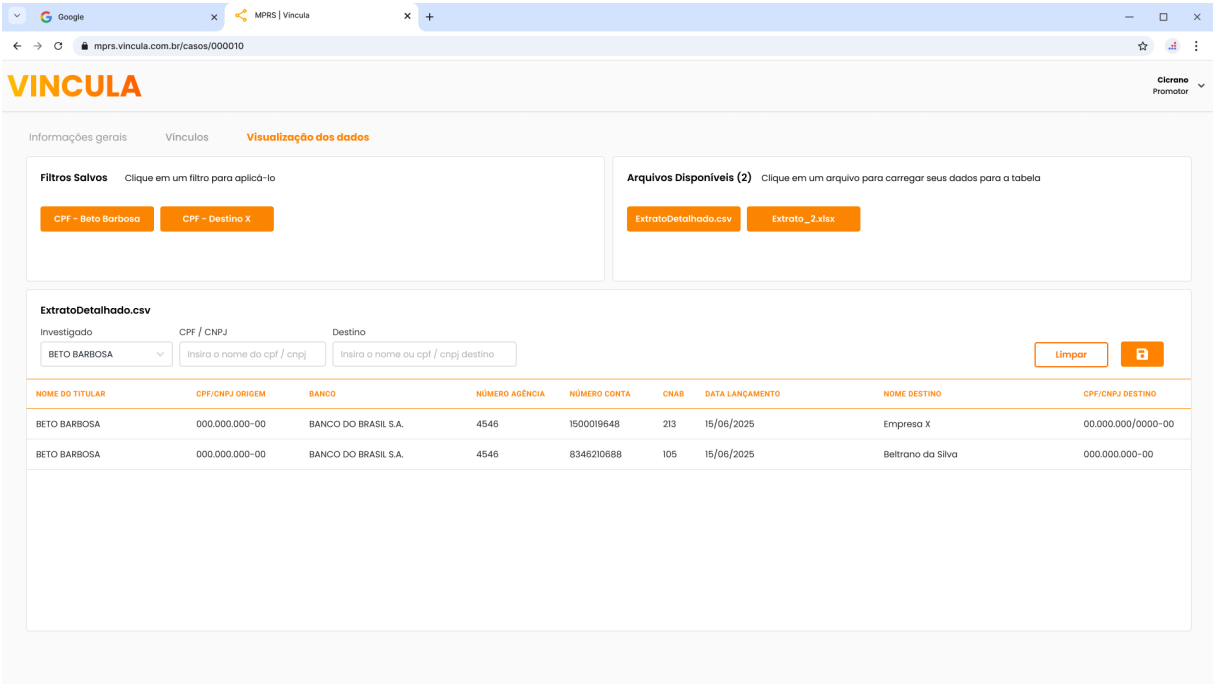 Google
MPRS | Vincula
mprs.vincula.com.br/casos/000010
VINCULA
Cicrano
Promotor
Informações gerais
Vínculos
Visualização dos dados
Filtros Salvos
Clique em um filtro para aplicá-lo
CPF - Beto Barbosa
CPF - Destino X
Arquivos Disponíveis (2)
Clique em um arquivo para carregar seus dados para a tabela
ExtratoDetalhado.csv
Extrato_2.xlsx
ExtratoDetalhado.csv
Investigado
CPF / CNPJ
Destino
BETO BARBOSA
Insira o nome do cpf / cnpj
Insira o nome ou cpf / cnpj destino
Limpar
NOME DO TITULAR CPF/CNPJ ORIGEM BANCO NÚMERO AGÊNCIA NÚMERO CONTA CNAB DATA LANÇAMENTO NOME DESTINO CPF/CNPJ DESTINO
BETO BARBOSA 000.000.000-00 BANCO DO BRASIL S.A. 4546 1500019648 213 15/06/2025 Empresa X 00.000.000/0000-00
BETO BARBOSA 000.000.000-00 BANCO DO BRASIL S.A. 4546 8346210688 105 15/06/2025 Beltrano da Silva 000.000.000-00